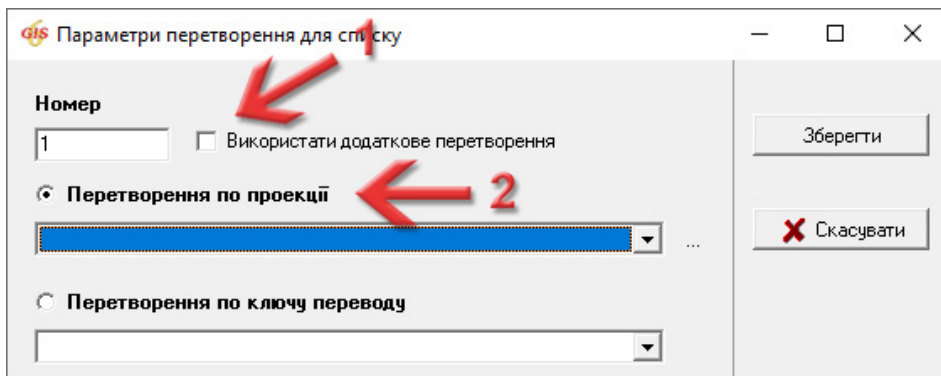 GIS 6 Параметри перетворення для списку
1
Номер
1
Використати додаткове перетворення
Зберегти
Перетворення по проекції
2
...
Скасувати
Перетворення по ключу переводу